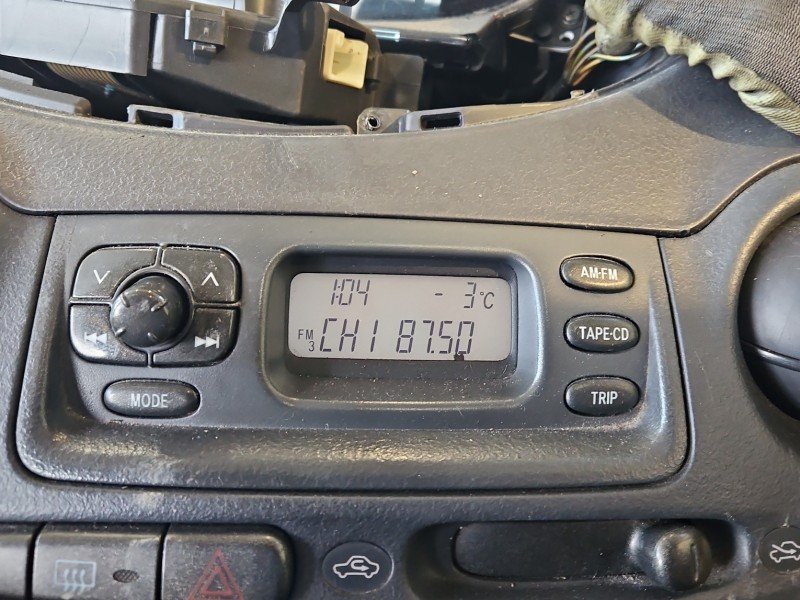 1:04 - 3°C
FM 3 CH1 87.50
AM·FM
TAPE·CD
MODE
TRIP